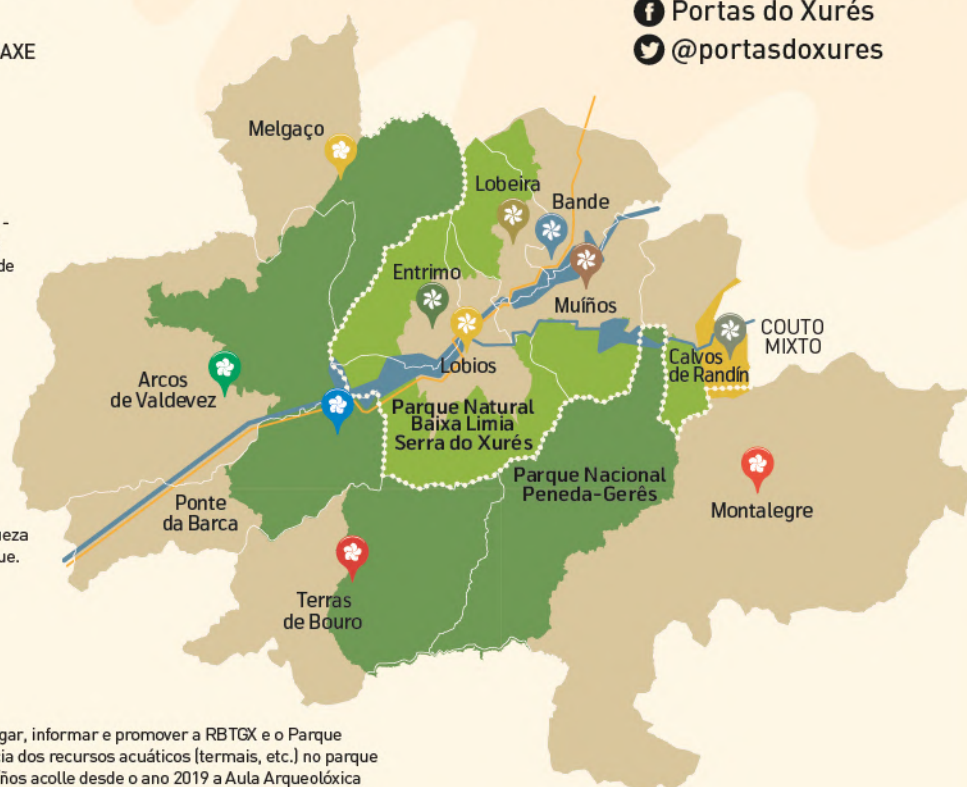 Portas do Xurés
@portasdoxures
AXE
Melgaço
Lobeira
Bande
-
de
Entrimo
Muíños
COUTO
MIXTO
Calvos
de Randín
Lobios
Arcos
de Valdevez
Parque Natural
Baixa Limia
Serra do Xurés
Parque Nacional
Peneda-Gerês
Ponte
da Barca
Montalegre
ueza
ue.
Terras
de Bouro
gar, informar e promover a RBTGX e o Parque
cia dos recursos acuáticos (termais, etc.) no parque
ños acolle desde o ano 2019 a Aula Arqueolóxica